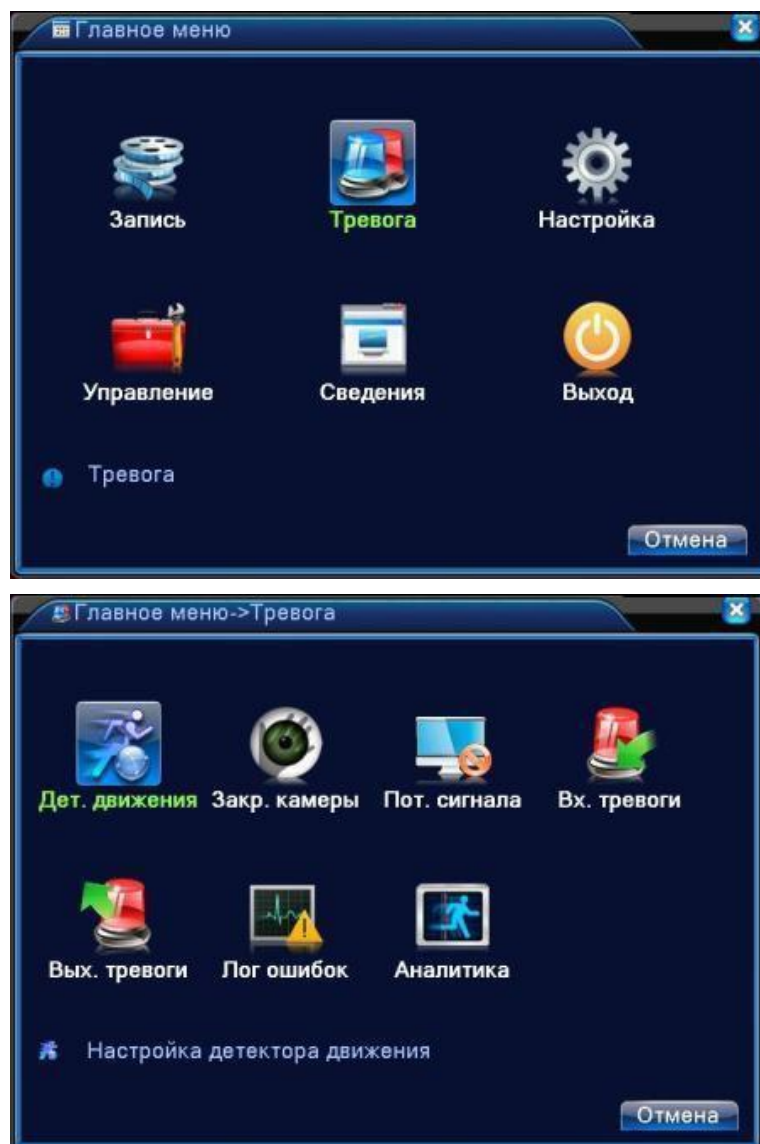 Главное меню
Запись Тревога Настройка
Управление Сведения Выход
Тревога
Отмена
Главное меню->Тревога
Дет. движения Закр. камеры Пот. сигнала Вх. тревоги
Вых. тревоги Лог ошибок Аналитика
Настройка детектора движения
Отмена